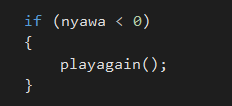 if (nyawa < 0)
{
    playagain();
}